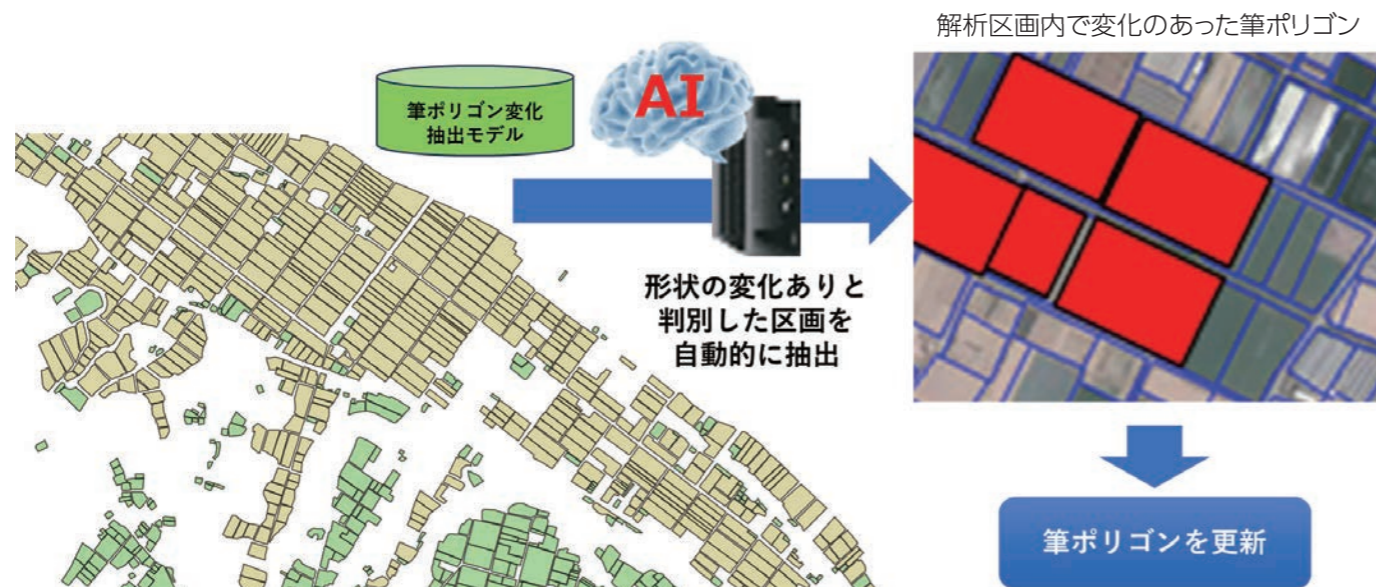 解析区画内で変化のあった筆ポリゴン
筆ポリゴン変化
抽出モデル
AI
形状の変化ありと
判別した区画を
自動的に抽出
筆ポリゴンを更新